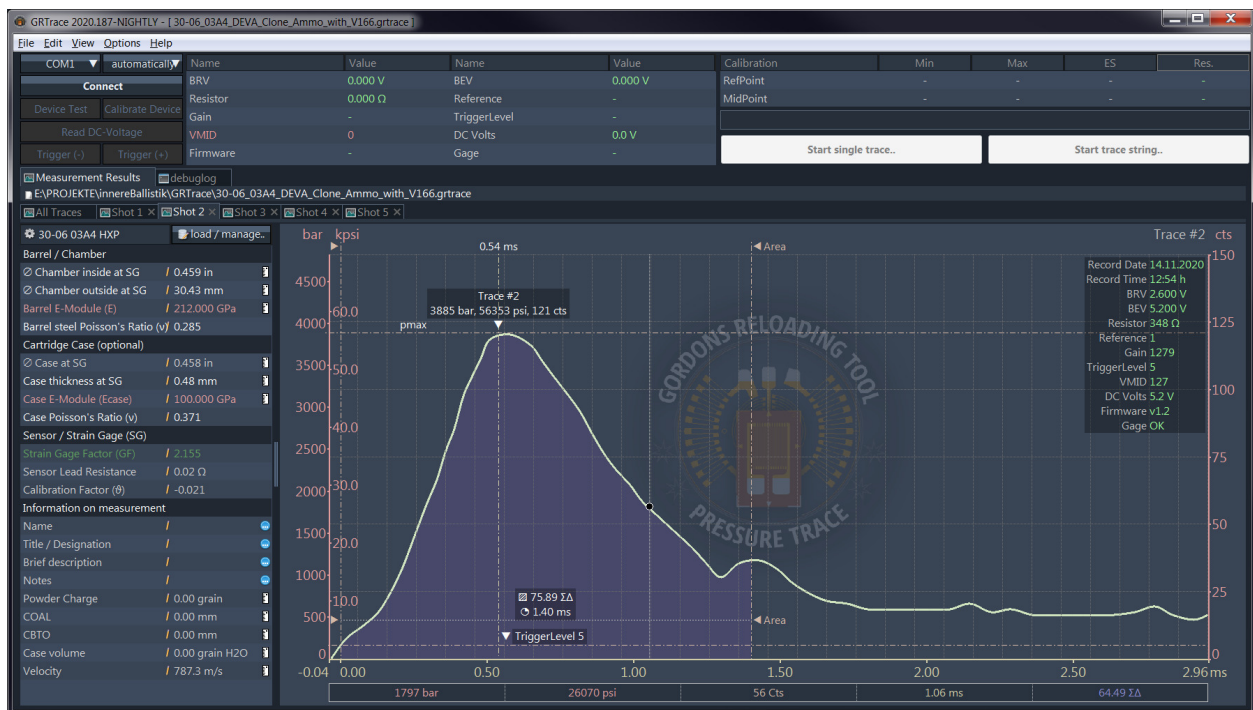 GRTrace 2020.187-NIGHTLY - [ 30-06_03A4_DEVA_Clone_Ammo_with_V166.grtrace ]
File Edit View Options Help
COM1 automatically Name Value Name Value Calibration Min Max ES Res.
Connect BRV 0.000 V BEV 0.000 V RefPoint - - - -
Resistor 0.000 Ω Reference - MidPoint - - - -
Device Test Calibrate Device Gain - TriggerLevel -
Read DC-Voltage VMID 0 DC Volts 0.0 V Start single trace.. Start trace string..
Trigger (-) Trigger (+) Firmware - Gage -
Measurement Results debuglog
E:\PROJEKTE\innereBallistik\GRTrace\30-06_03A4_DEVA_Clone_Ammo_with_V166.grtrace
All Traces Shot 1 × Shot 2 × Shot 3 × Shot 4 × Shot 5 ×
30-06 03A4 HXP load / manage..
Barrel / Chamber
∅ Chamber inside at SG / 0.459 in
∅ Chamber outside at SG / 30.43 mm
Barrel E-Module (E) / 212.000 GPa
Barrel steel Poisson's Ratio (ν) / 0.285
Cartridge Case (optional)
∅ Case at SG / 0.458 in
Case thickness at SG / 0.48 mm
Case E-Module (Ecase) / 100.000 GPa
Case Poisson's Ratio (ν) / 0.371
Sensor / Strain Gage (SG)
Strain Gage Factor (GF) / 2.155
Sensor Lead Resistance / 0.02 Ω
Calibration Factor (ϑ) / -0.021
Information on measurement
Name /
Title / Designation /
Brief description /
Notes /
Powder Charge / 0.00 grain
COAL / 0.00 mm
CBTO / 0.00 mm
Case volume / 0.00 grain H2O
Velocity / 787.3 m/s
bar kpsi Trace #2 cts
0.54 ms
Area
150
Record Date 14.11.2020
Record Time 12:54 h
BRV 2.600 V
BEV 5.200 V
Resistor 348 Ω
Reference 1
Gain 1279
TriggerLevel 5
VMID 127
DC Volts 5.2 V
Firmware v1.2
Gage OK
Trace #2
3885 bar, 56353 psi, 121 cts
pmax
4500
4000
3500
3000
2500
2000
1500
1000
500
0
60.0
50.0
40.0
30.0
20.0
10.0
GORDONS RELOADING TOOL
PRESSURE TRACE
125
100
75
50
25
0
75.89 ΣΔ
1.40 ms
Area
TriggerLevel 5
-0.04 0.00 0.50 1.00 1.50 2.00 2.50 2.96 ms
1797 bar 26070 psi 56 Cts 1.06 ms 64.49 ΣΔ